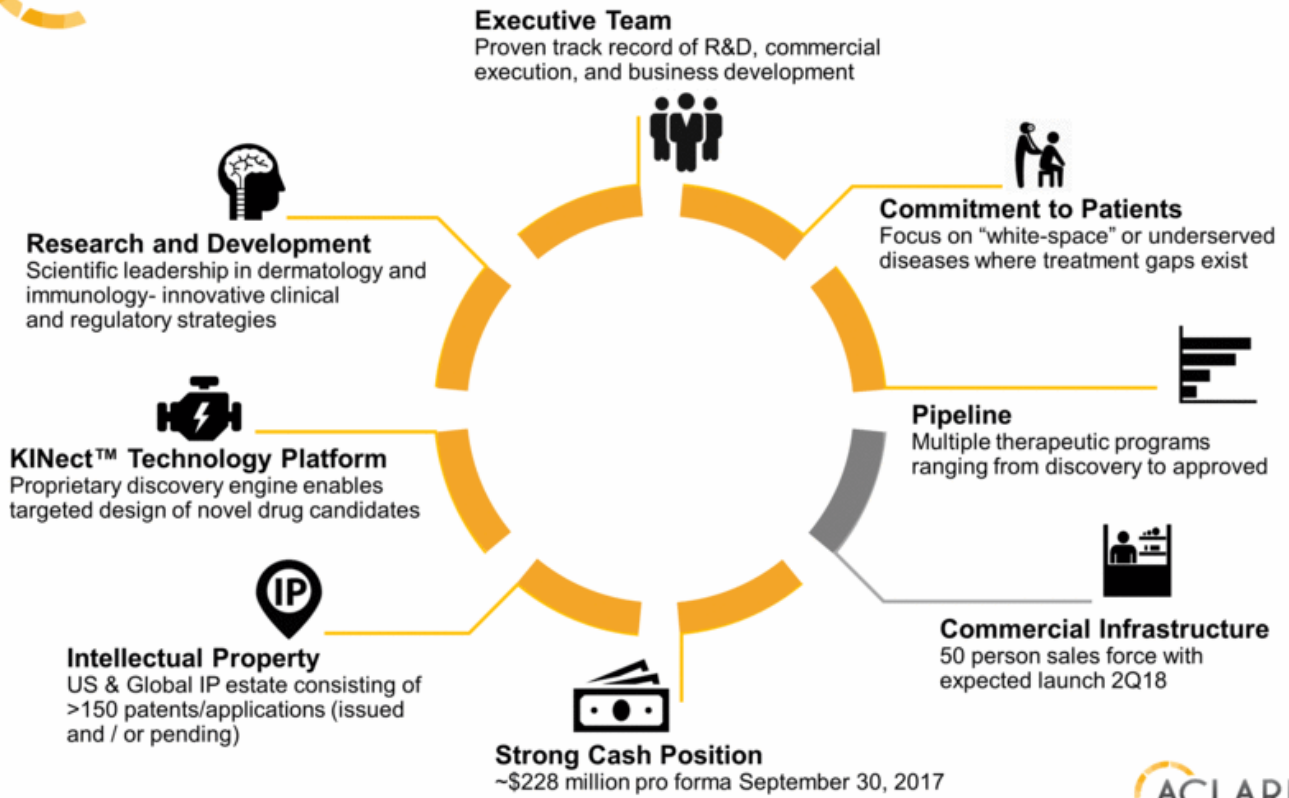 Executive Team
Proven track record of R&D, commercial
execution, and business development
Commitment to Patients
Focus on “white-space” or underserved
diseases where treatment gaps exist
Research and Development
Scientific leadership in dermatology and
immunology- innovative clinical
and regulatory strategies
Pipeline
Multiple therapeutic programs
ranging from discovery to approved
KINect™ Technology Platform
Proprietary discovery engine enables
targeted design of novel drug candidates
IP
Intellectual Property
US & Global IP estate consisting of
>150 patents/applications (issued
and / or pending)
Commercial Infrastructure
50 person sales force with
expected launch 2Q18
Strong Cash Position
~$228 million pro forma September 30, 2017